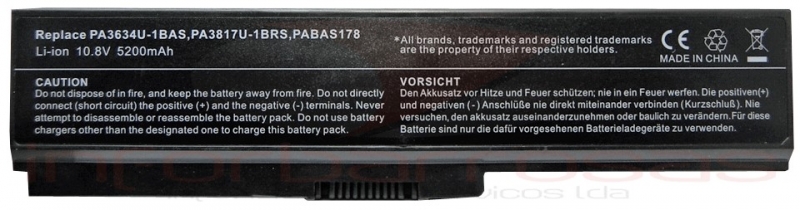 Replace PA3634U-1BAS,PA3817U-1BRS,PABAS178
Li-ion 10.8V 5200mAh
*All brands, trademarks and registered trademarks
are the property of their respective owners.
CE
MADE IN CHINA
CAUTION
Do not dispose of in fire, and keep the battery away from fire. Do not directly
connect (short circuit) the positive (+) and the negative (-) terminals. Never
attempt to disassemble or reassemble the battery pack. Do not use battery
chargers other than the designated one to charge this battery pack.
VORSICHT
Den Akkusatz vor Hitze und Feuer schützen; nie in ein Feuer werfen. Die positiven(+)
und negativen (-) Anschlüße nie direkt miteinander verbinden (Kurzschluß). Nie
versuchen, den akkusatz auseinanderzunehmen oder baulich zu verändern. Für diese
Batterie sind nur die dafür vorgesehenen Batterieladegeräte zu verwenden.
lda